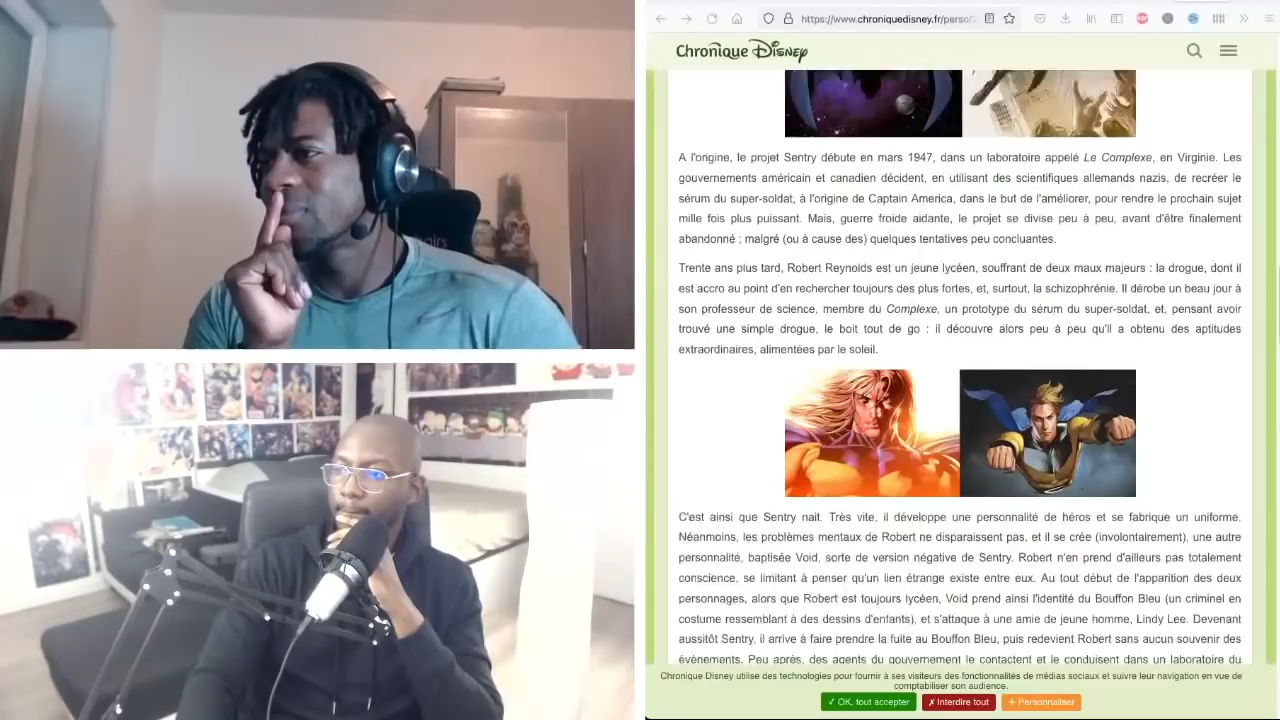 https://www.chroniquedisney.fr/perso/
Chronique Disney
A l'origine, le projet Sentry débute en mars 1947, dans un laboratoire appelé Le Complexe, en Virginie. Les
gouvernements américain et canadien décident, en utilisant des scientifiques allemands nazis, de recréer le
sérum du super-soldat, à l'origine de Captain America, dans le but de l'améliorer, pour rendre le prochain sujet
mille fois plus puissant. Mais, guerre froide aidante, le projet se divise peu à peu, avant d'être finalement
abandonné ; malgré (ou à cause des) quelques tentatives peu concluantes.
Trente ans plus tard, Robert Reynolds est un jeune lycéen, souffrant de deux maux majeurs : la drogue, dont il
est accro au point d'en rechercher toujours des plus fortes, et, surtout, la schizophrénie. Il dérobe un beau jour à
son professeur de science, membre du Complexe, un prototype du sérum du super-soldat, et, pensant avoir
trouvé une simple drogue, le boit tout de go : il découvre alors peu à peu qu'il a obtenu des aptitudes
extraordinaires, alimentées par le soleil.
C'est ainsi que Sentry nait. Très vite, il développe une personnalité de héros et se fabrique un uniforme.
Néanmoins, les problèmes mentaux de Robert ne disparaissent pas, et il se crée (involontairement), une autre
personnalité, baptisée Void, sorte de version négative de Sentry. Robert n'en prend d'ailleurs pas totalement
conscience, se limitant à penser qu'un lien étrange existe entre eux. Au tout début de l'apparition des deux
personnages, alors que Robert est toujours lycéen, Void prend ainsi l'identité du Bouffon Bleu (un criminel en
costume ressemblant à des dessins d'enfants), et s'attaque à une amie de jeune homme, Lindy Lee. Devenant
aussitôt Sentry, il arrive à faire prendre la fuite au Bouffon Bleu, puis redevient Robert sans aucun souvenir des
évènements. Peu après, des agents du gouvernement le contactent et le conduisent dans un laboratoire du
Chronique Disney utilise des technologies pour fournir à ses visiteurs des fonctionnalités de médias sociaux et suivre leur navigation en vue de
comptabiliser son audience.
✓ OK, tout accepter
✗ Interdire tout
+ Personnaliser